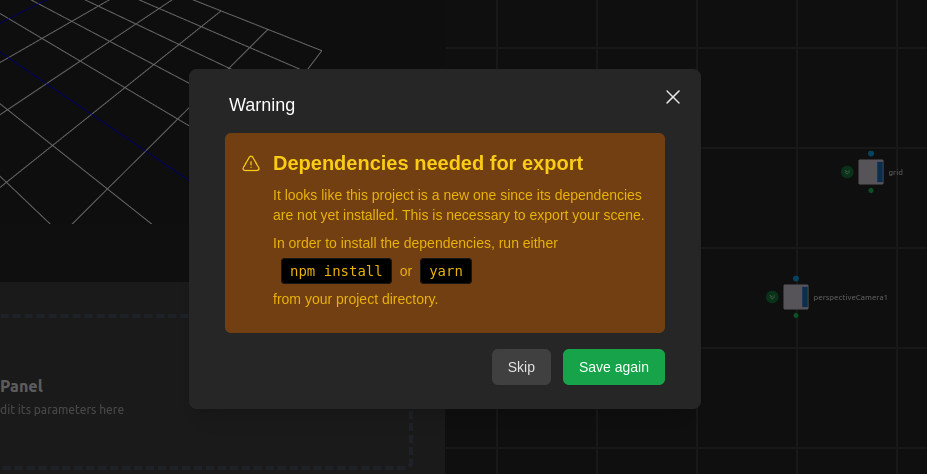 Warning
Dependencies needed for export
It looks like this project is a new one since its dependencies
are not yet installed. This is necessary to export your scene.
In order to install the dependencies, run either
npm install or yarn
from your project directory.
Skip
Save again
grid
perspectiveCamera1
Panel
dit its parameters here